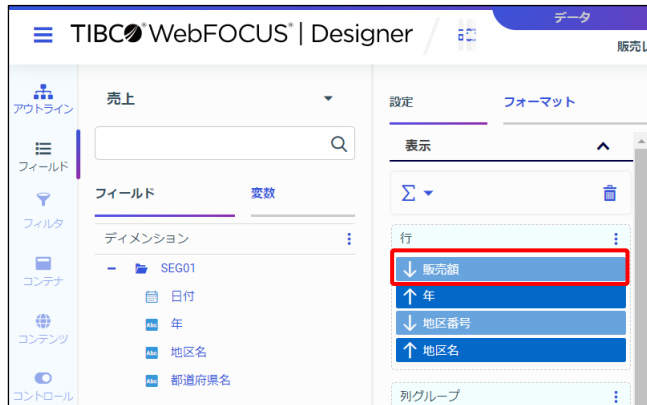 データ
TIBCO® WebFOCUS® | Designer
販売レ
アウトライン
フィールド
フィルタ
コンテナ
コンテンツ
コントロール
売上
フィールド
変数
ディメンション
SEG01
日付
Abc 年
Abc 地区名
Abc 都道府県名
設定
フォーマット
表示
Σ
行
↓ 販売額
↑ 年
↓ 地区番号
↑ 地区名
列グループ